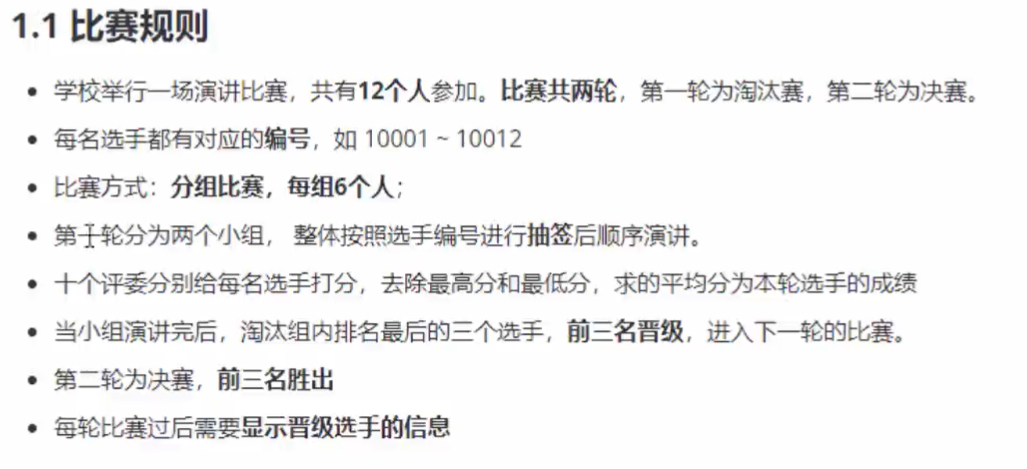 1.1 比赛规则
学校举行一场演讲比赛，共有12个人参加。比赛共两轮，第一轮为淘汰赛，第二轮为决赛。
每名选手都有对应的编号，如 10001 ~ 10012
比赛方式：分组比赛，每组6个人；
第一轮分为两个小组， 整体按照选手编号进行抽签后顺序演讲。
十个评委分别给每名选手打分，去除最高分和最低分，求的平均分为本轮选手的成绩
当小组演讲完后，淘汰组内排名最后的三个选手，前三名晋级，进入下一轮的比赛。
第二轮为决赛，前三名胜出
每轮比赛过后需要显示晋级选手的信息